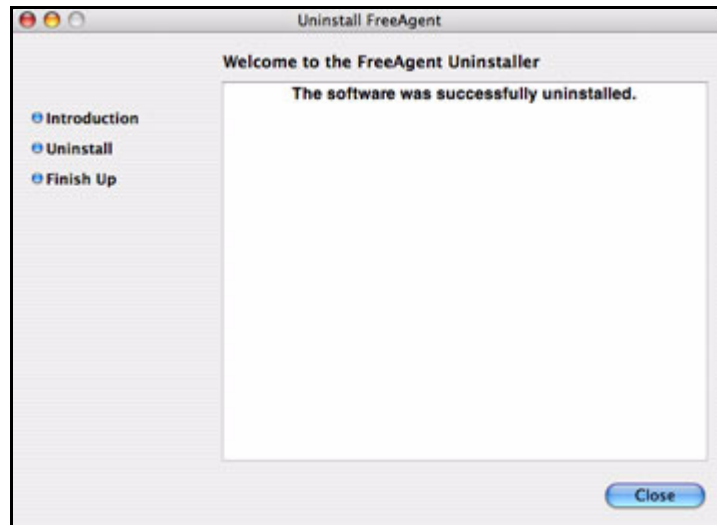 Uninstall FreeAgent
Welcome to the FreeAgent Uninstaller
The software was successfully uninstalled.
Introduction
Uninstall
Finish Up
Close